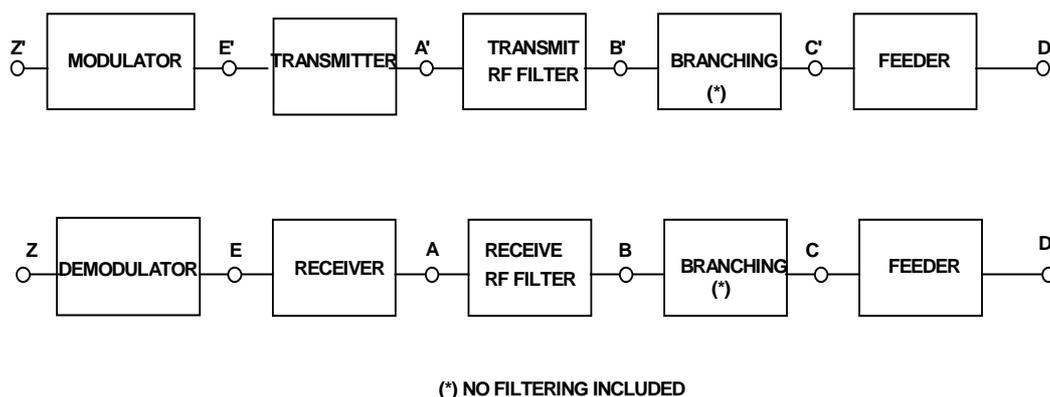 Z' E' A' B' C' D
MODULATOR TRANSMITTER TRANSMIT RF FILTER BRANCHING (*) FEEDER
Z E A B C D
DEMODULATOR RECEIVER RECEIVE RF FILTER BRANCHING (*) FEEDER
(*) NO FILTERING INCLUDED